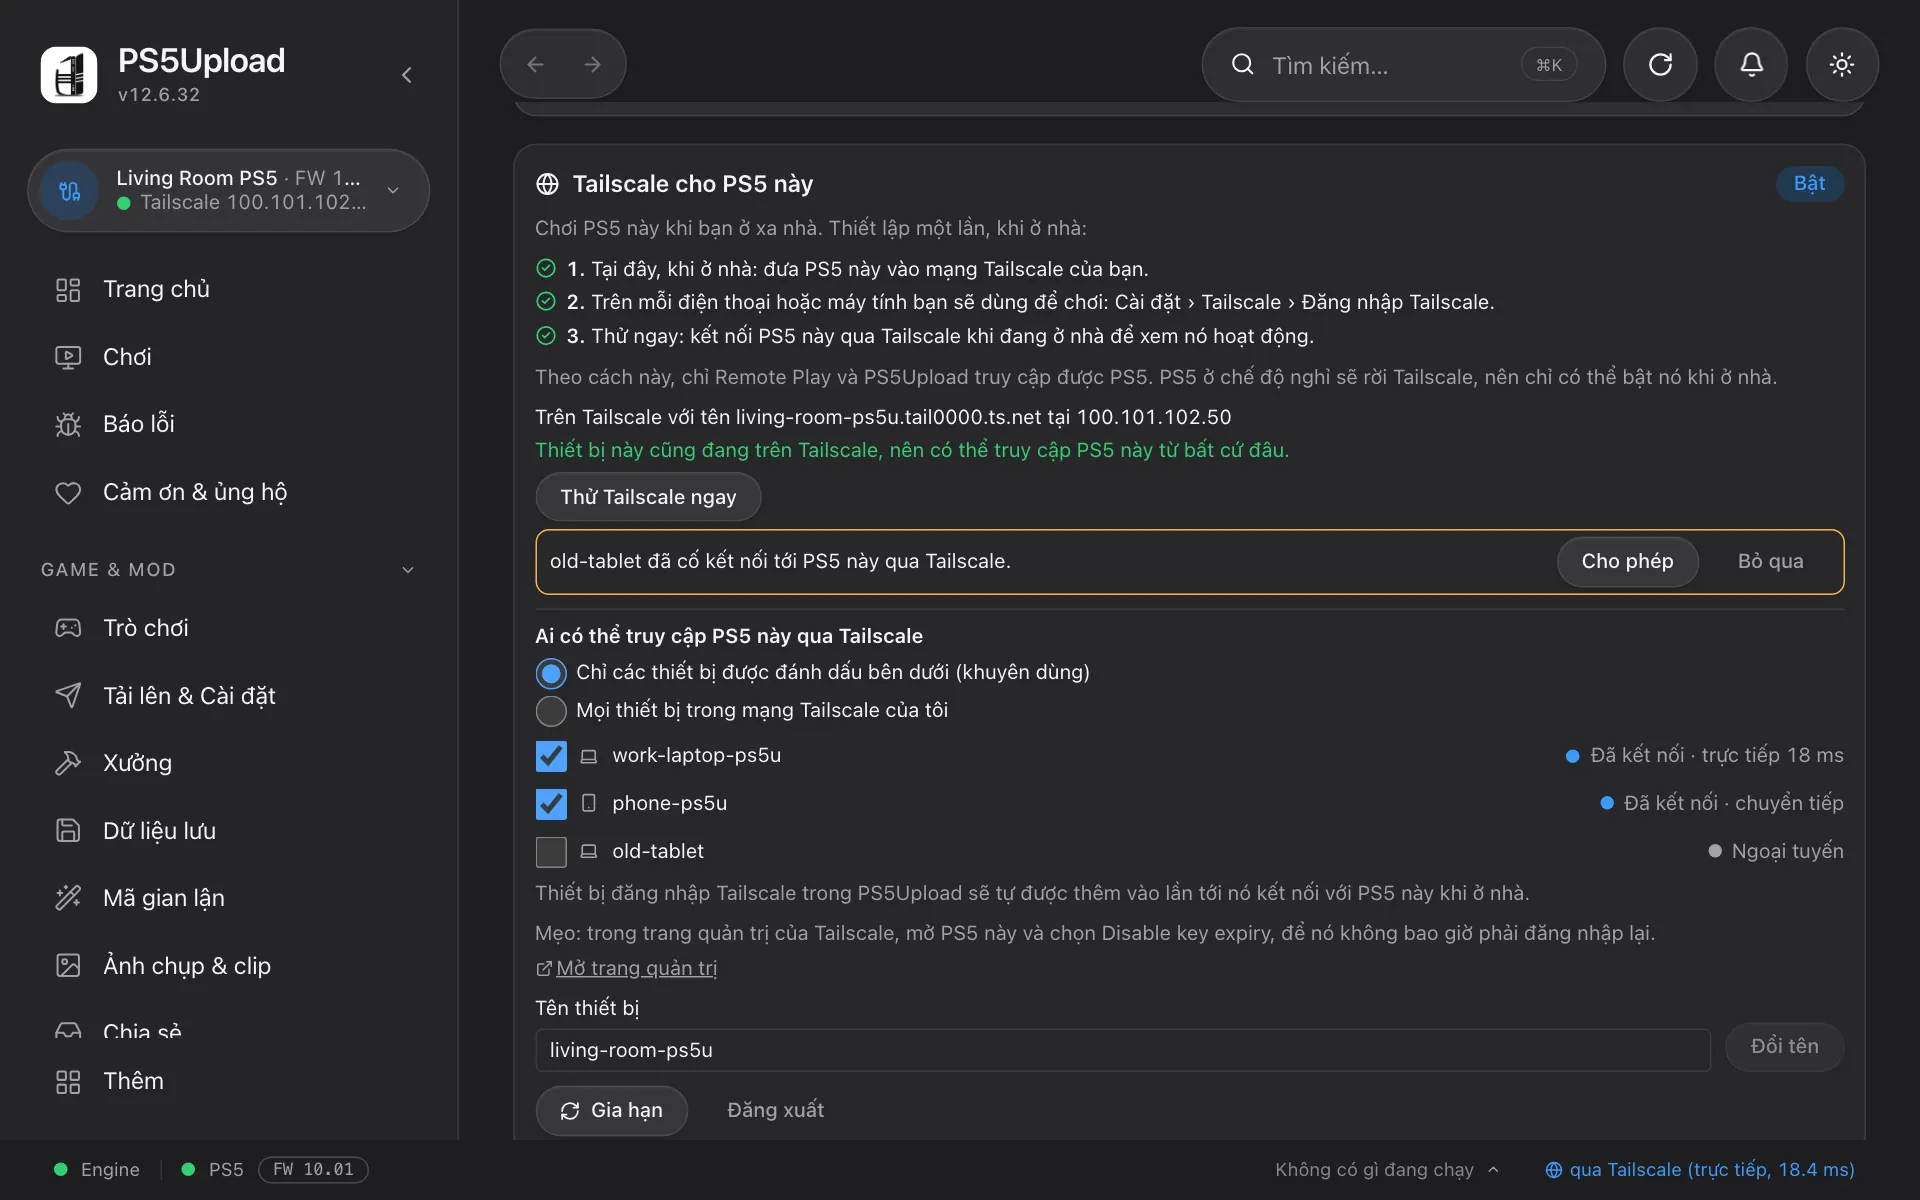 PS5Upload
v12.6.32
Living Room PS5 · FW 1...
Tailscale 100.101.102...
Trang chủ
Chơi
Báo lỗi
Cảm ơn & ủng hộ
GAME & MOD
Trò chơi
Tải lên & Cài đặt
Xưởng
Dữ liệu lưu
Mã gian lận
Ảnh chụp & clip
Chia sẻ
Thêm
Tìm kiếm...
⌘K
Tailscale cho PS5 này
Bật
Chơi PS5 này khi bạn ở xa nhà. Thiết lập một lần, khi ở nhà:
1. Tại đây, khi ở nhà: đưa PS5 này vào mạng Tailscale của bạn.
2. Trên mỗi điện thoại hoặc máy tính bạn sẽ dùng để chơi: Cài đặt › Tailscale › Đăng nhập Tailscale.
3. Thử ngay: kết nối PS5 này qua Tailscale khi đang ở nhà để xem nó hoạt động.
Theo cách này, chỉ Remote Play và PS5Upload truy cập được PS5. PS5 ở chế độ nghỉ sẽ rời Tailscale, nên chỉ có thể bật nó khi ở nhà.
Trên Tailscale với tên living-room-ps5u.tail0000.ts.net tại 100.101.102.50
Thiết bị này cũng đang trên Tailscale, nên có thể truy cập PS5 này từ bất cứ đâu.
Thử Tailscale ngay
old-tablet đã cố kết nối tới PS5 này qua Tailscale.
Cho phép
Bỏ qua
Ai có thể truy cập PS5 này qua Tailscale
Chỉ các thiết bị được đánh dấu bên dưới (khuyên dùng)
Mọi thiết bị trong mạng Tailscale của tôi
work-laptop-ps5u
Đã kết nối · trực tiếp 18 ms
phone-ps5u
Đã kết nối · chuyển tiếp
old-tablet
Ngoại tuyến
Thiết bị đăng nhập Tailscale trong PS5Upload sẽ tự được thêm vào lần tới nó kết nối với PS5 này khi ở nhà.
Mẹo: trong trang quản trị của Tailscale, mở PS5 này và chọn Disable key expiry, để nó không bao giờ phải đăng nhập lại.
Mở trang quản trị
Tên thiết bị
living-room-ps5u
Đổi tên
Gia hạn
Đăng xuất
Engine
PS5
FW 10.01
Không có gì đang chạy
qua Tailscale (trực tiếp, 18.4 ms)